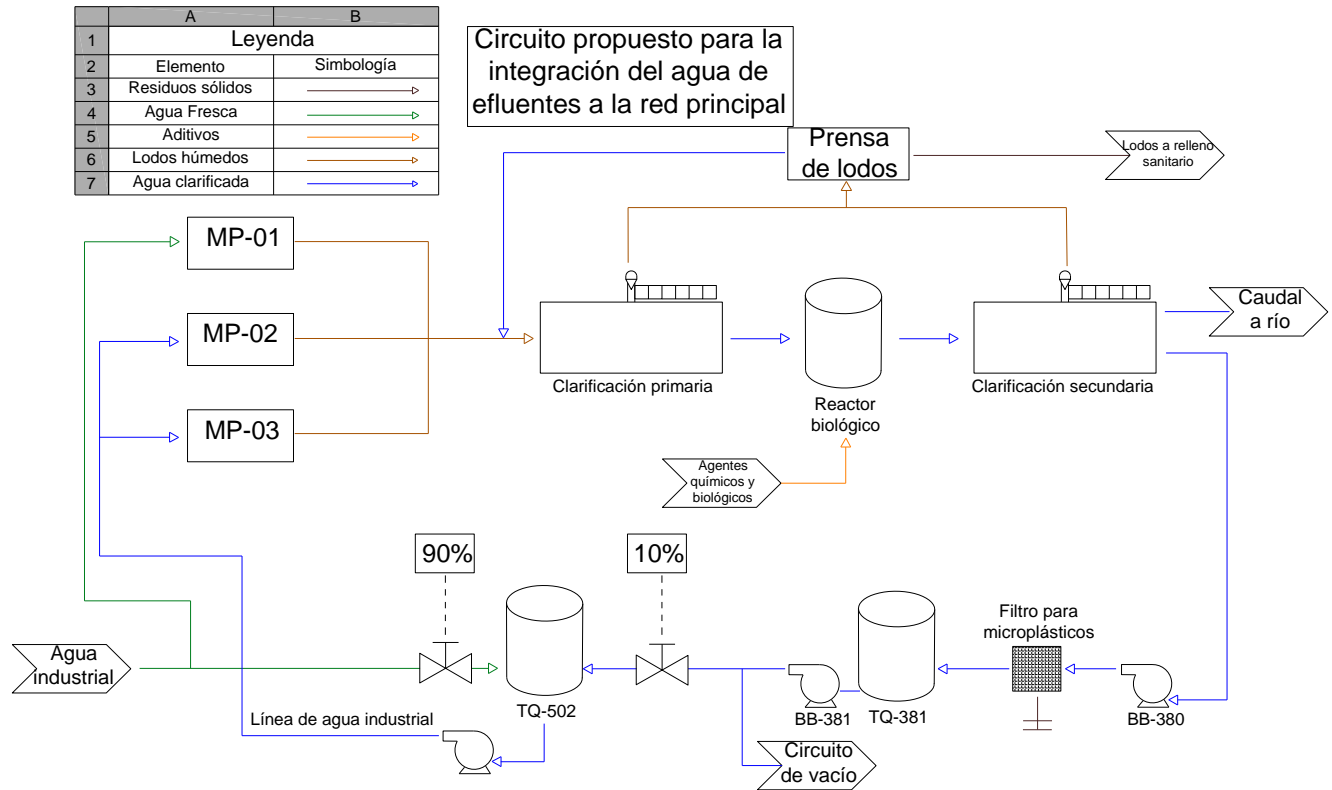 A B
1 Leyenda
2 Elemento Simbología
3 Residuos sólidos
4 Agua Fresca
5 Aditivos
6 Lodos húmedos
7 Agua clarificada
Circuito propuesto para la
integración del agua de
efluentes a la red principal
Prensa
de lodos
Lodos a relleno
sanitario
MP-01
MP-02
MP-03
Clarificación primaria
Reactor
biológico
Clarificación secundaria
Caudal
a río
Agentes
químicos y
biológicos
90%
10%
Filtro para
microplásticos
Agua
industrial
TQ-502
BB-381
TQ-381
BB-380
Línea de agua industrial
Circuito
de vacío